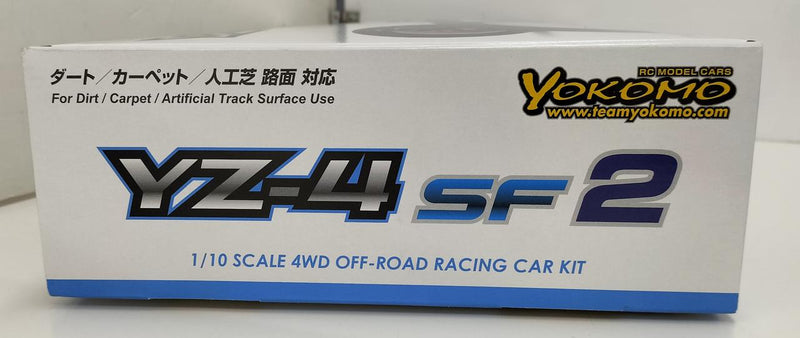 ダート／カーペット／人工芝 路面 対応
For Dirt / Carpet / Artificial Track Surface Use
RC MODEL CARS
YOKOMO
www.teamyokomo.com
YZ-4 SF 2
1/10 SCALE 4WD OFF-ROAD RACING CAR KIT